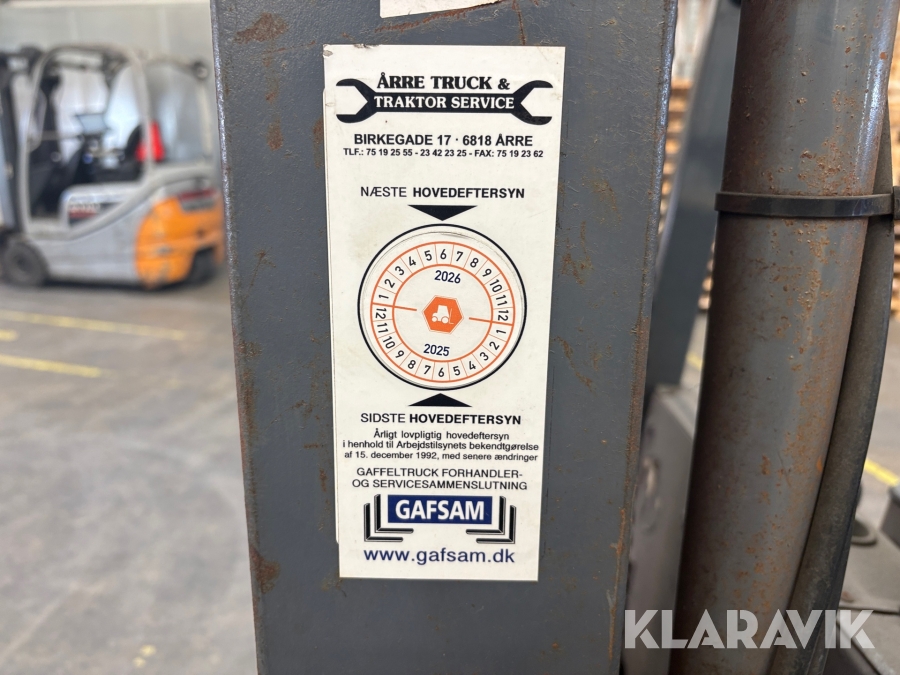 ÅRRE TRUCK &
TRAKTOR SERVICE
BIRKEGADE 17 · 6818 ÅRRE
TLF.: 75 19 25 55 - 23 42 23 25 - FAX: 75 19 23 62
NÆSTE HOVEDEFTERSYN
1 2 3 4 5 6 7 8 9 10 11 12
2026
2025
12 11 10 9 8 7 6 5 4 3 2 1
SIDSTE HOVEDEFTERSYN
Årligt lovpligtig hovedeftersyn
i henhold til Arbejdstilsynets bekendtgørelse
af 15. december 1992, med senere ændringer
GAFFELTRUCK FORHANDLER-
OG SERVICESAMMENSLUTNING
GAFSAM
www.gafsam.dk
KLARAVIK